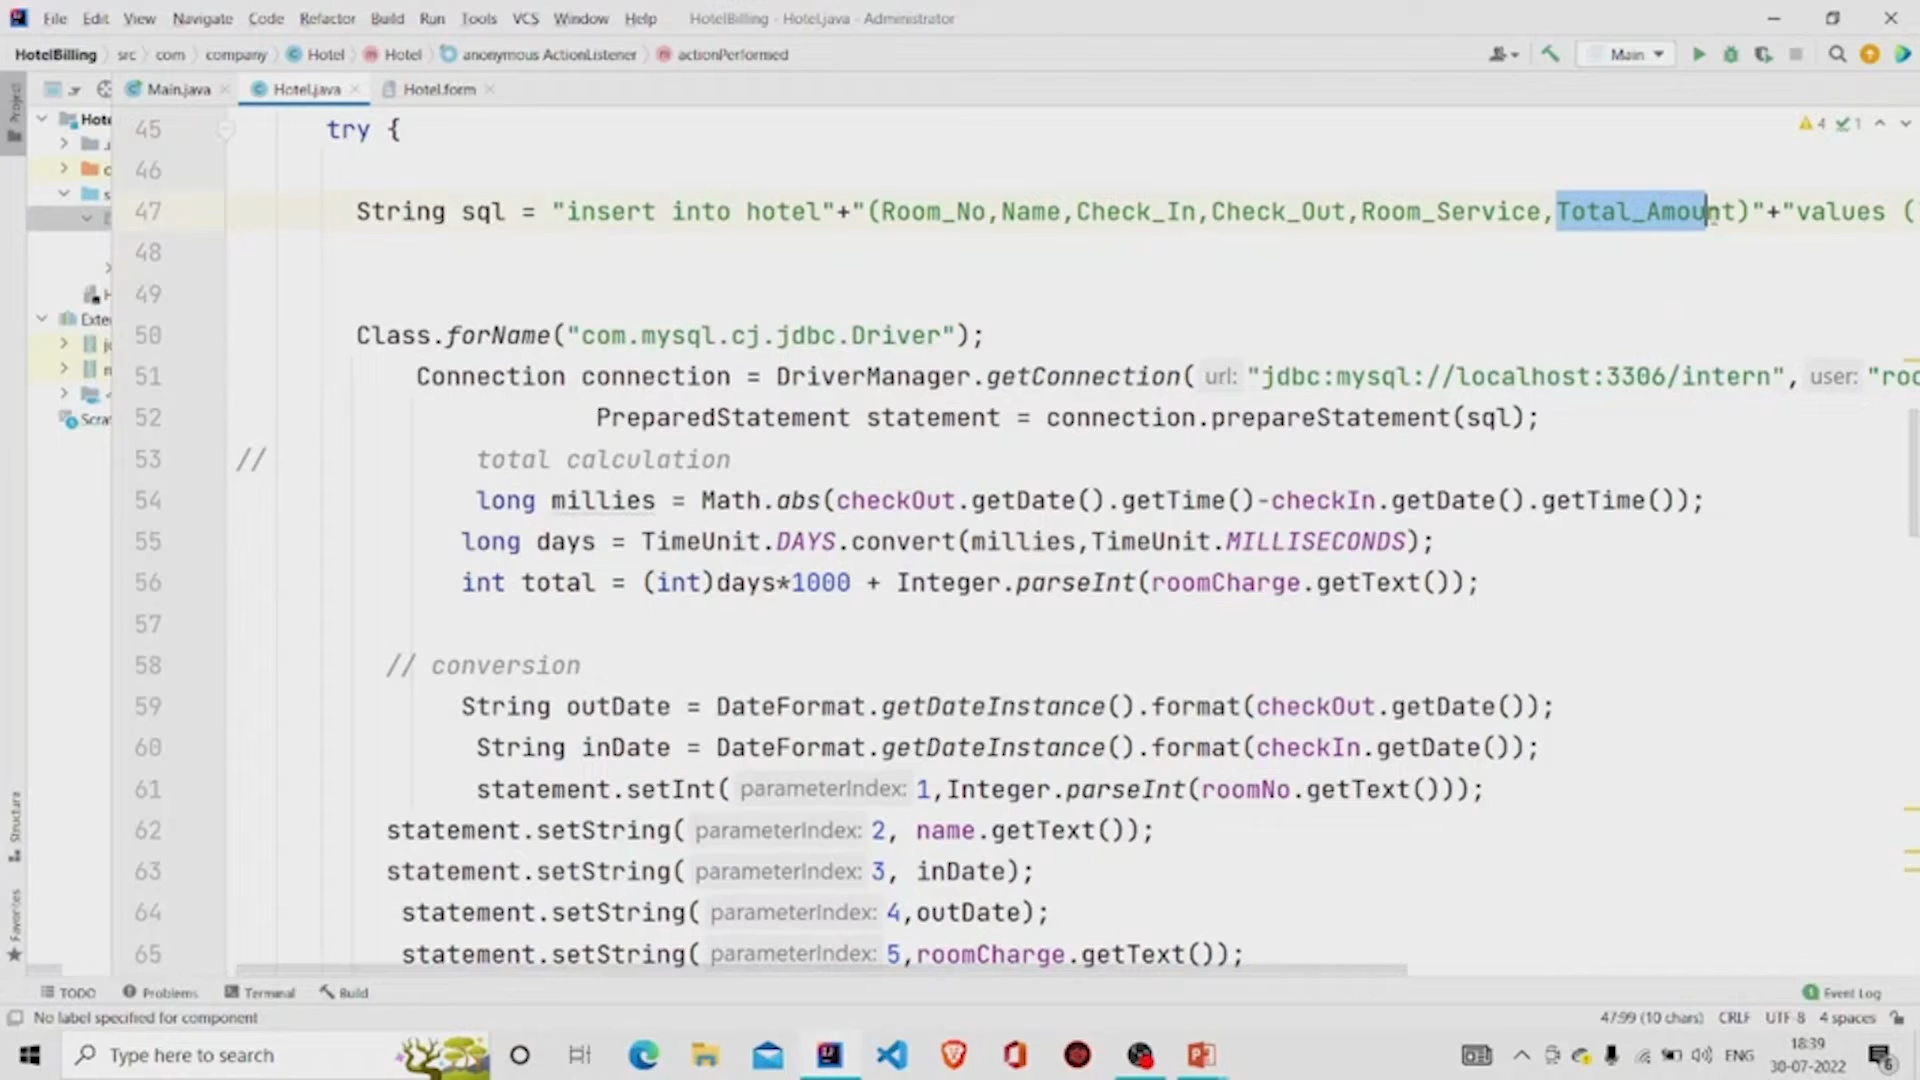 File Edit View Navigate Code Refactor Build Run Tools VCS Window Help HotelBilling - Hotel.java - Administrator
HotelBilling src com company Hotel Hotel anonymous ActionListener actionPerformed Main
Project
Main.java Hotel.java Hotel.form
4 1
Hote
Exte
Scrat
45 try {
46
47 String sql = "insert into hotel"+"(Room_No,Name,Check_In,Check_Out,Room_Service,Total_Amount)"+"values (
48
49
50 Class.forName("com.mysql.cj.jdbc.Driver");
51 Connection connection = DriverManager.getConnection( url: "jdbc:mysql://localhost:3306/intern", user: "roo
52 PreparedStatement statement = connection.prepareStatement(sql);
53 // total calculation
54 long millies = Math.abs(checkOut.getDate().getTime()-checkIn.getDate().getTime());
55 long days = TimeUnit.DAYS.convert(millies,TimeUnit.MILLISECONDS);
56 int total = (int)days*1000 + Integer.parseInt(roomCharge.getText());
57
58 // conversion
59 String outDate = DateFormat.getDateInstance().format(checkOut.getDate());
60 String inDate = DateFormat.getDateInstance().format(checkIn.getDate());
61 statement.setInt( parameterIndex: 1,Integer.parseInt(roomNo.getText()));
62 statement.setString( parameterIndex: 2, name.getText());
63 statement.setString( parameterIndex: 3, inDate);
64 statement.setString( parameterIndex: 4,outDate);
65 statement.setString( parameterIndex: 5,roomCharge.getText());
Structure
Favorites
TODO Problems Terminal Build 1 Event Log
No label specified for component 47:99 (10 chars) CRLF UTF-8 4 spaces
Type here to search ENG 18:39
30-07-2022 6